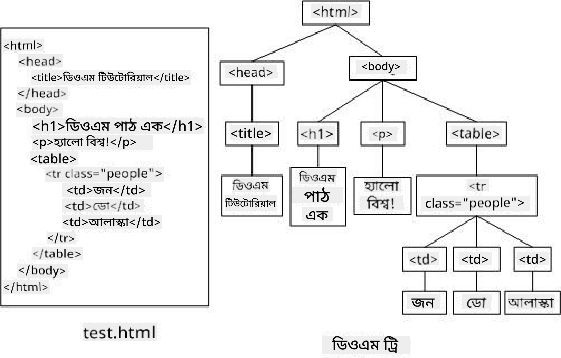 <html>
<head>
<title>ডিওএম টিউটোরিয়াল</title>
</head>
<body>
<h1>ডিওএম পাঠ এক</h1>
<p>হ্যালো বিশ্ব!</p>
<table>
<tr class="people">
<td>জন</td>
<td>ডো</td>
<td>আলাস্কা</td>
</tr>
</table>
</body>
</html>
test.html
<html>
<head> <body>
<title> <h1> <p> <table>
ডিওএম
টিউটোরিয়াল
ডিওএম
পাঠ
এক
হ্যালো
বিশ্ব!
<tr
class="people">
<td> <td> <td>
জন ডো আলাস্কা
ডিওএম ট্রি